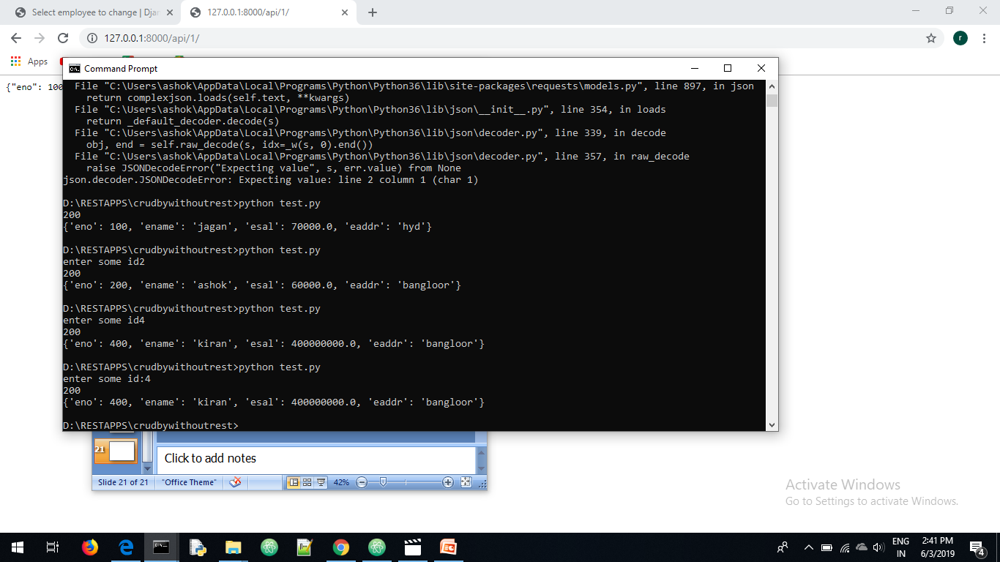 Select employee to change | Djan
127.0.0.1:8000/api/1/
127.0.0.1:8000/api/1/
r
Apps
Command Prompt
{"eno": 100
File "C:\Users\ashok\AppData\Local\Programs\Python\Python36\lib\site-packages\requests\models.py", line 897, in json
return complexjson.loads(self.text, **kwargs)
File "C:\Users\ashok\AppData\Local\Programs\Python\Python36\lib\json\__init__.py", line 354, in loads
return _default_decoder.decode(s)
File "C:\Users\ashok\AppData\Local\Programs\Python\Python36\lib\json\decoder.py", line 339, in decode
obj, end = self.raw_decode(s, idx=_w(s, 0).end())
File "C:\Users\ashok\AppData\Local\Programs\Python\Python36\lib\json\decoder.py", line 357, in raw_decode
raise JSONDecodeError("Expecting value", s, err.value) from None
json.decoder.JSONDecodeError: Expecting value: line 2 column 1 (char 1)
D:\RESTAPPS\crudbywithoutrest>python test.py
200
{'eno': 100, 'ename': 'jagan', 'esal': 70000.0, 'eaddr': 'hyd'}
D:\RESTAPPS\crudbywithoutrest>python test.py
enter some id2
200
{'eno': 200, 'ename': 'ashok', 'esal': 60000.0, 'eaddr': 'bangloor'}
D:\RESTAPPS\crudbywithoutrest>python test.py
enter some id4
200
{'eno': 400, 'ename': 'kiran', 'esal': 400000000.0, 'eaddr': 'bangloor'}
D:\RESTAPPS\crudbywithoutrest>python test.py
enter some id:4
200
{'eno': 400, 'ename': 'kiran', 'esal': 400000000.0, 'eaddr': 'bangloor'}
D:\RESTAPPS\crudbywithoutrest>
21
Click to add notes
Slide 21 of 21 "Office Theme" 42%
Activate Windows
Go to Settings to activate Windows.
ENG
IN
2:41 PM
6/3/2019
4